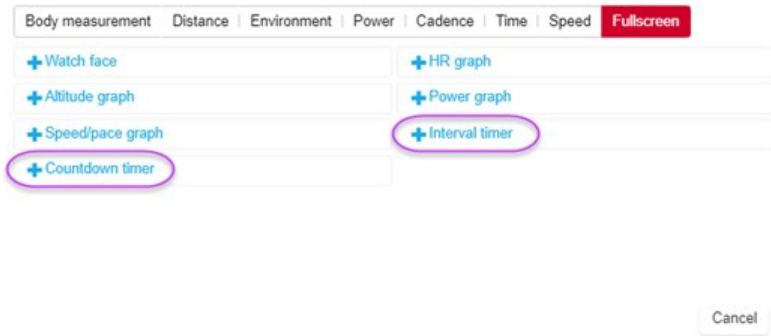 Body measurement Distance Environment Power Cadence Time Speed Fullscreen
Watch face HR graph
Altitude graph Power graph
Speed/pace graph Interval timer
Countdown timer
Cancel